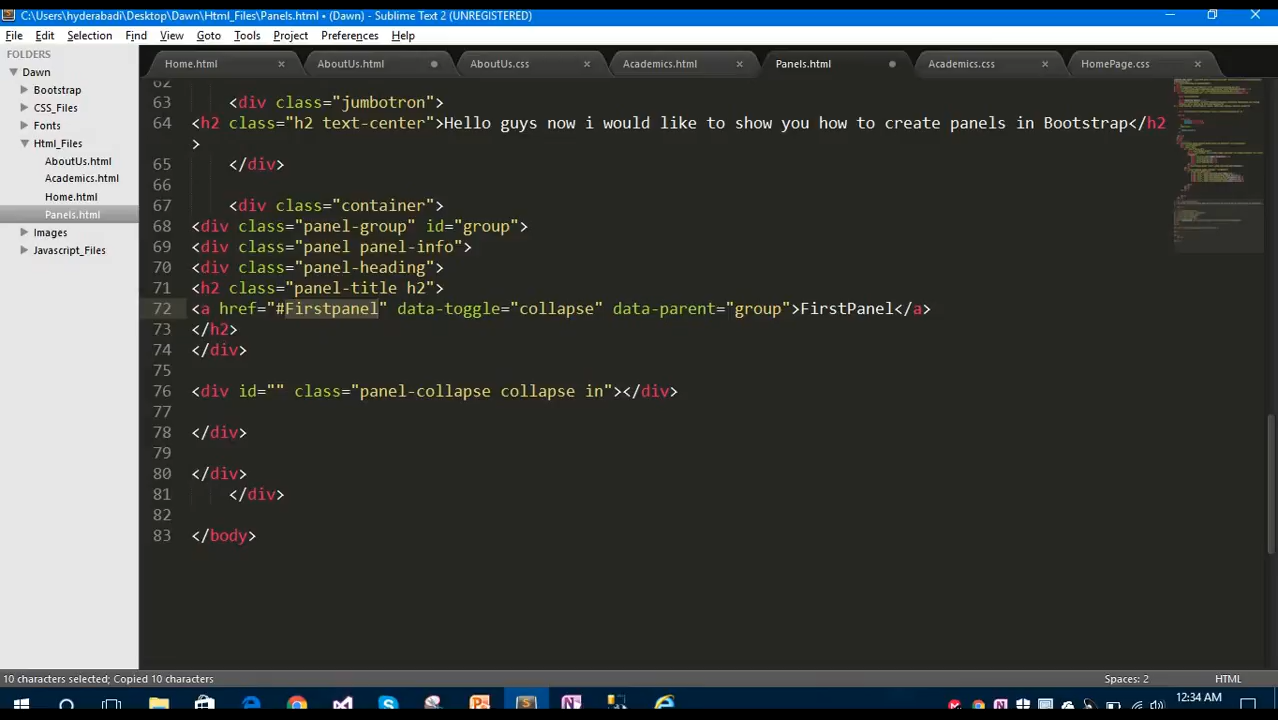 C:\Users\hyderabadi\Desktop\Dawn\Html_Files\Panels.html • (Dawn) - Sublime Text 2 (UNREGISTERED)
File Edit Selection Find View Goto Tools Project Preferences Help
FOLDERS
Dawn
Bootstrap
CSS_Files
Fonts
Html_Files
AboutUs.html
Academics.html
Home.html
Panels.html
Images
Javascript_Files
Home.html AboutUs.html AboutUs.css Academics.html Panels.html Academics.css HomePage.css
62
63 <div class="jumbotron">
64 <h2 class="h2 text-center">Hello guys now i would like to show you how to create panels in Bootstrap</h2
>
65 </div>
66
67 <div class="container">
68 <div class="panel-group" id="group">
69 <div class="panel panel-info">
70 <div class="panel-heading">
71 <h2 class="panel-title h2">
72 <a href="#Firstpanel" data-toggle="collapse" data-parent="group">FirstPanel</a>
73 </h2>
74 </div>
75
76 <div id="" class="panel-collapse collapse in"></div>
77
78 </div>
79
80 </div>
81 </div>
82
83 </body>
10 characters selected; Copied 10 characters Spaces: 2 HTML
12:34 AM